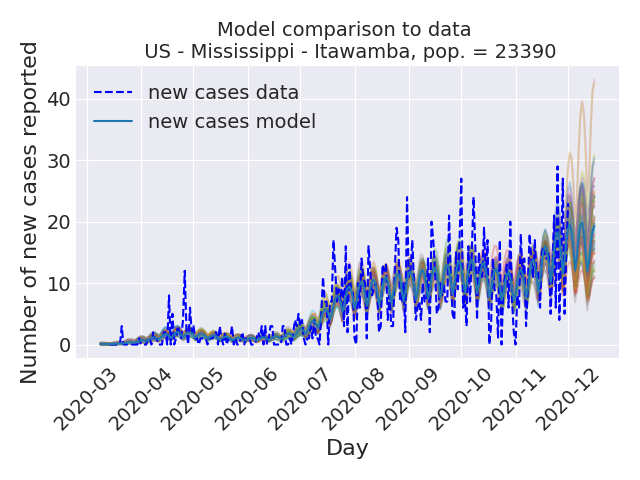 Model comparison to data
US - Mississippi - Itawamba, pop. = 23390
Number of new cases reported
40
30
20
10
0
new cases data
new cases model
2020-03
2020-04
2020-05
2020-06
2020-07
2020-08
2020-09
2020-10
2020-11
2020-12
Day